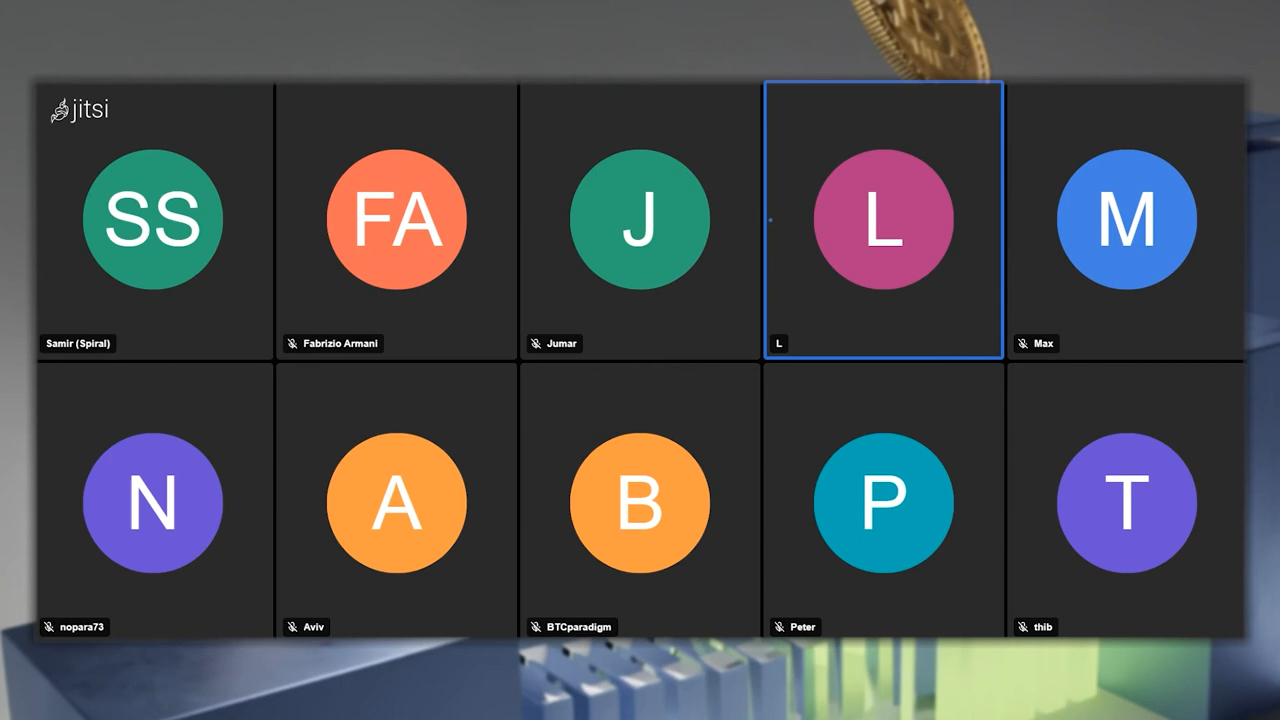 jitsi
SS
FA
J
L
M
Samir (Spiral)
Fabrizio Armani
Jumar
L
Max
N
A
B
P
T
nopara73
Aviv
BTCparadigm
Peter
thib